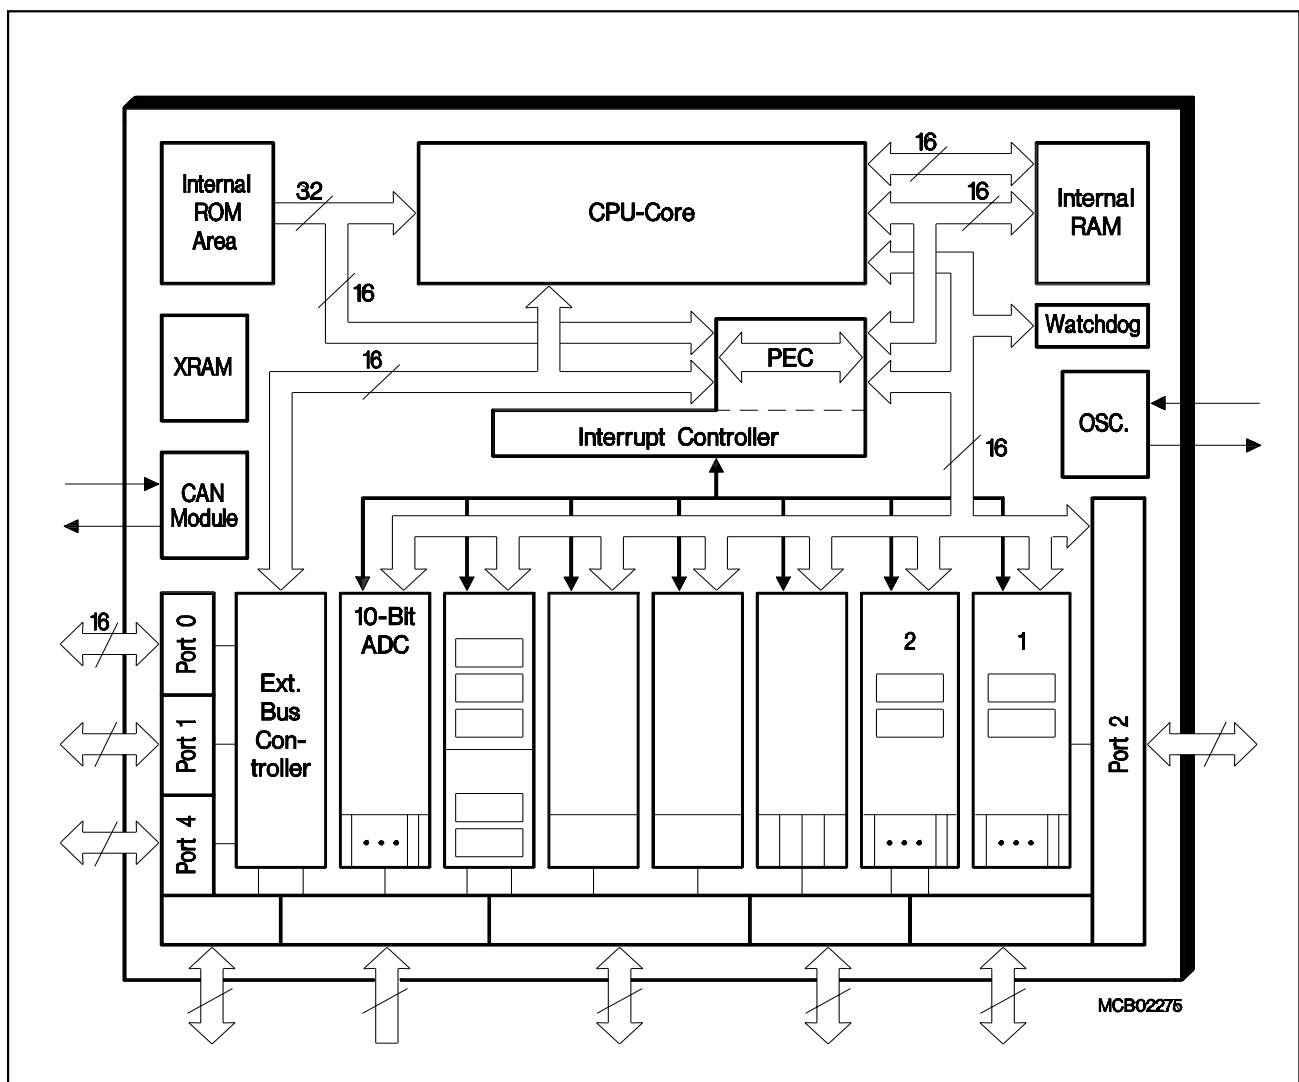 Internal
ROM
Area
32
CPU-Core
16
16
Internal
RAM
16
XRAM
16
PEC
Watchdog
Interrupt Controller
16
OSC.
CAN
Module
16
Port 0
Port 1
Port 4
Ext.
Bus
Con-
troller
10-Bit
ADC
...
2
...
1
...
Port 2
MCB02275